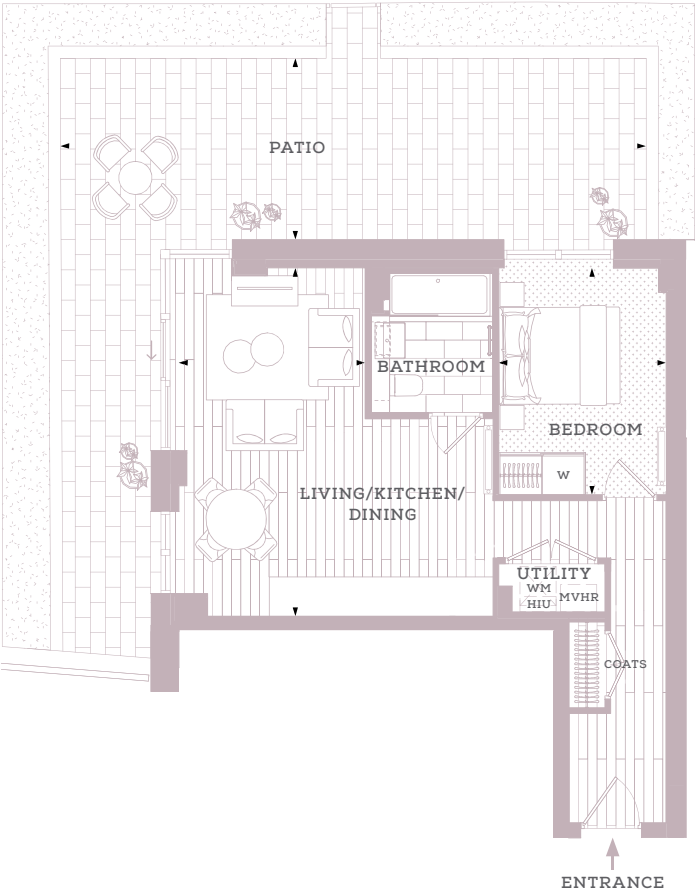 PATIO
BATHROOM
BEDROOM
W
LIVING/KITCHEN/
DINING
UTILITY
WM
HIU
MVHR
COATS
ENTRANCE